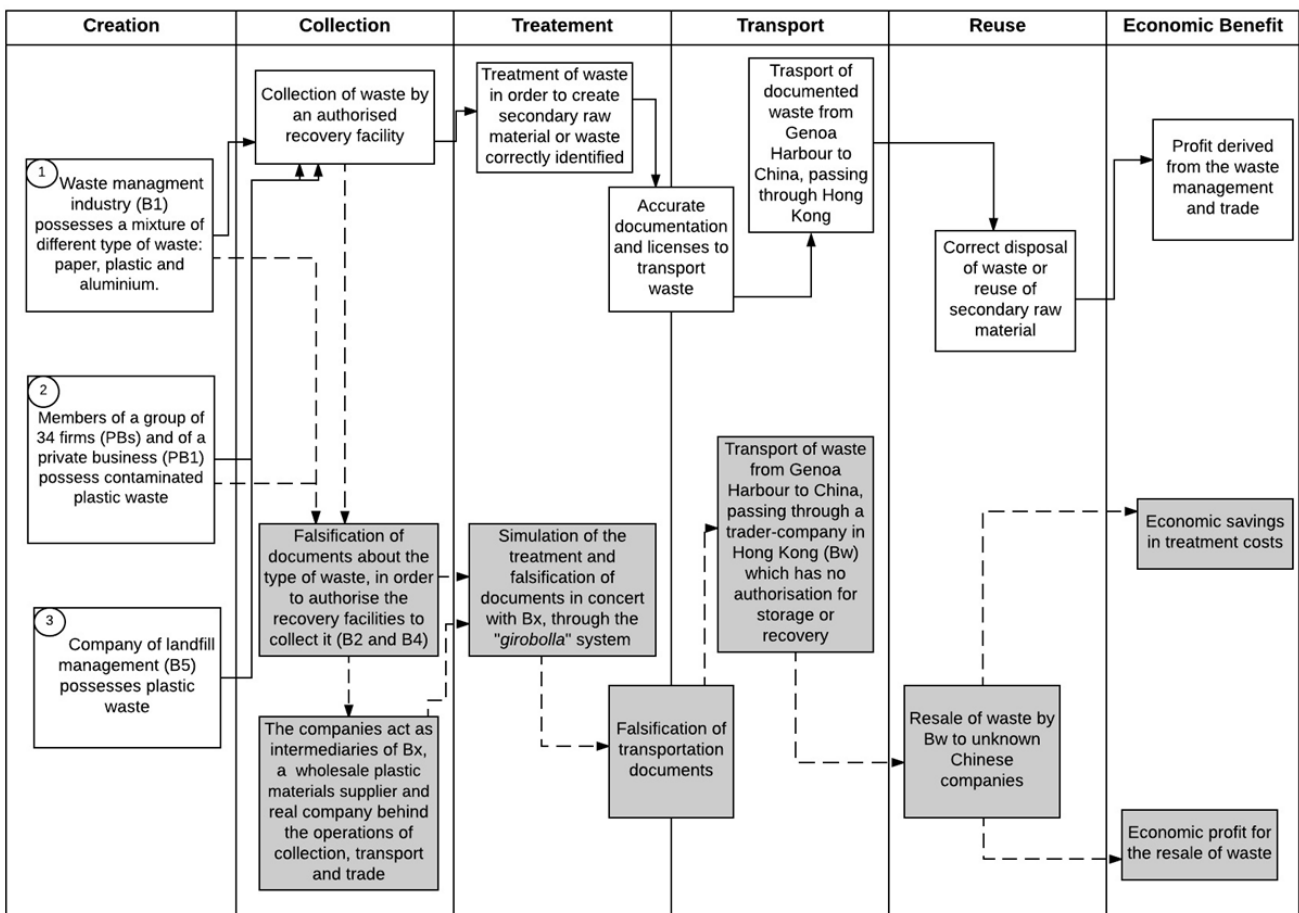 Creation
Collection
Treatement
Transport
Reuse
Economic Benefit
1
Waste managment
industry (B1)
possesses a mixture of
different type of waste:
paper, plastic and
aluminium.
2
Members of a group of
34 firms (PBs) and of a
private business (PB1)
possess contaminated
plastic waste
3
Company of landfill
management (B5)
possesses plastic
waste
Collection of waste by
an authorised
recovery facility
Falsification of
documents about the
type of waste, in order
to authorise the
recovery facilities to
collect it (B2 and B4)
The companies act as
intermediaries of Bx,
a wholesale plastic
materials supplier and
real company behind
the operations of
collection, transport
and trade
Treatment of waste
in order to create
secondary raw
material or waste
correctly identified
Simulation of the
treatment and
falsification of
documents in concert
with Bx, through the
"girobolla" system
Accurate
documentation
and licenses to
transport
waste
Falsification of
transportation
documents
Trasport of
documented
waste from
Genoa
Harbour to
China, passing
through Hong
Kong
Transport of waste
from Genoa
Harbour to China,
passing through a
trader-company in
Hong Kong (Bw)
which has no
authorisation for
storage or
recovery
Correct disposal
of waste or
reuse of
secondary raw
material
Resale of waste by
Bw to unknown
Chinese
companies
Profit derived
from the waste
management
and trade
Economic savings
in treatment costs
Economic profit for
the resale of waste